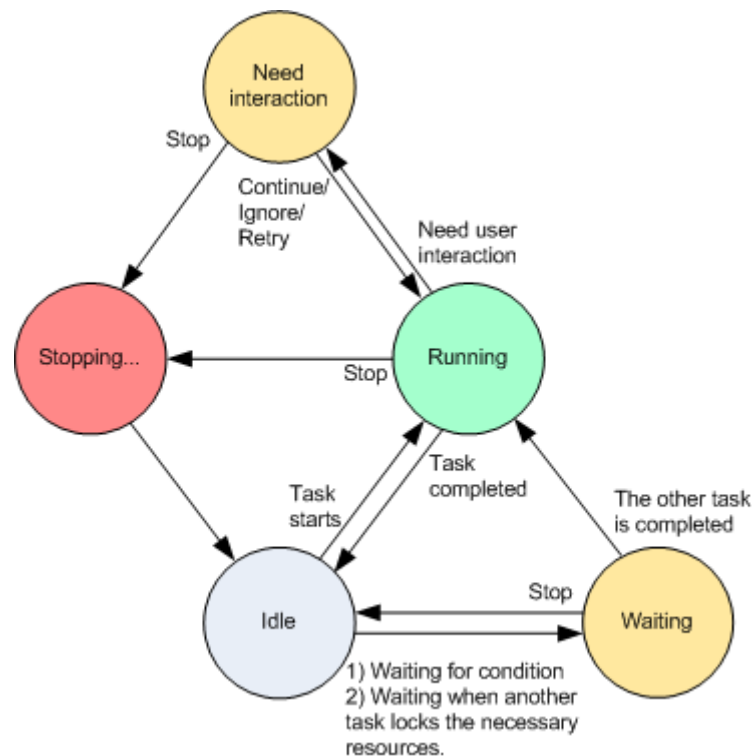 Need
interaction
Stop
Continue/
Ignore/
Retry
Need user
interaction
Stopping...
Running
Stop
Task
completed
Task
starts
The other task
is completed
Idle
Stop
Waiting
1) Waiting for condition
2) Waiting when another
task locks the necessary
resources.